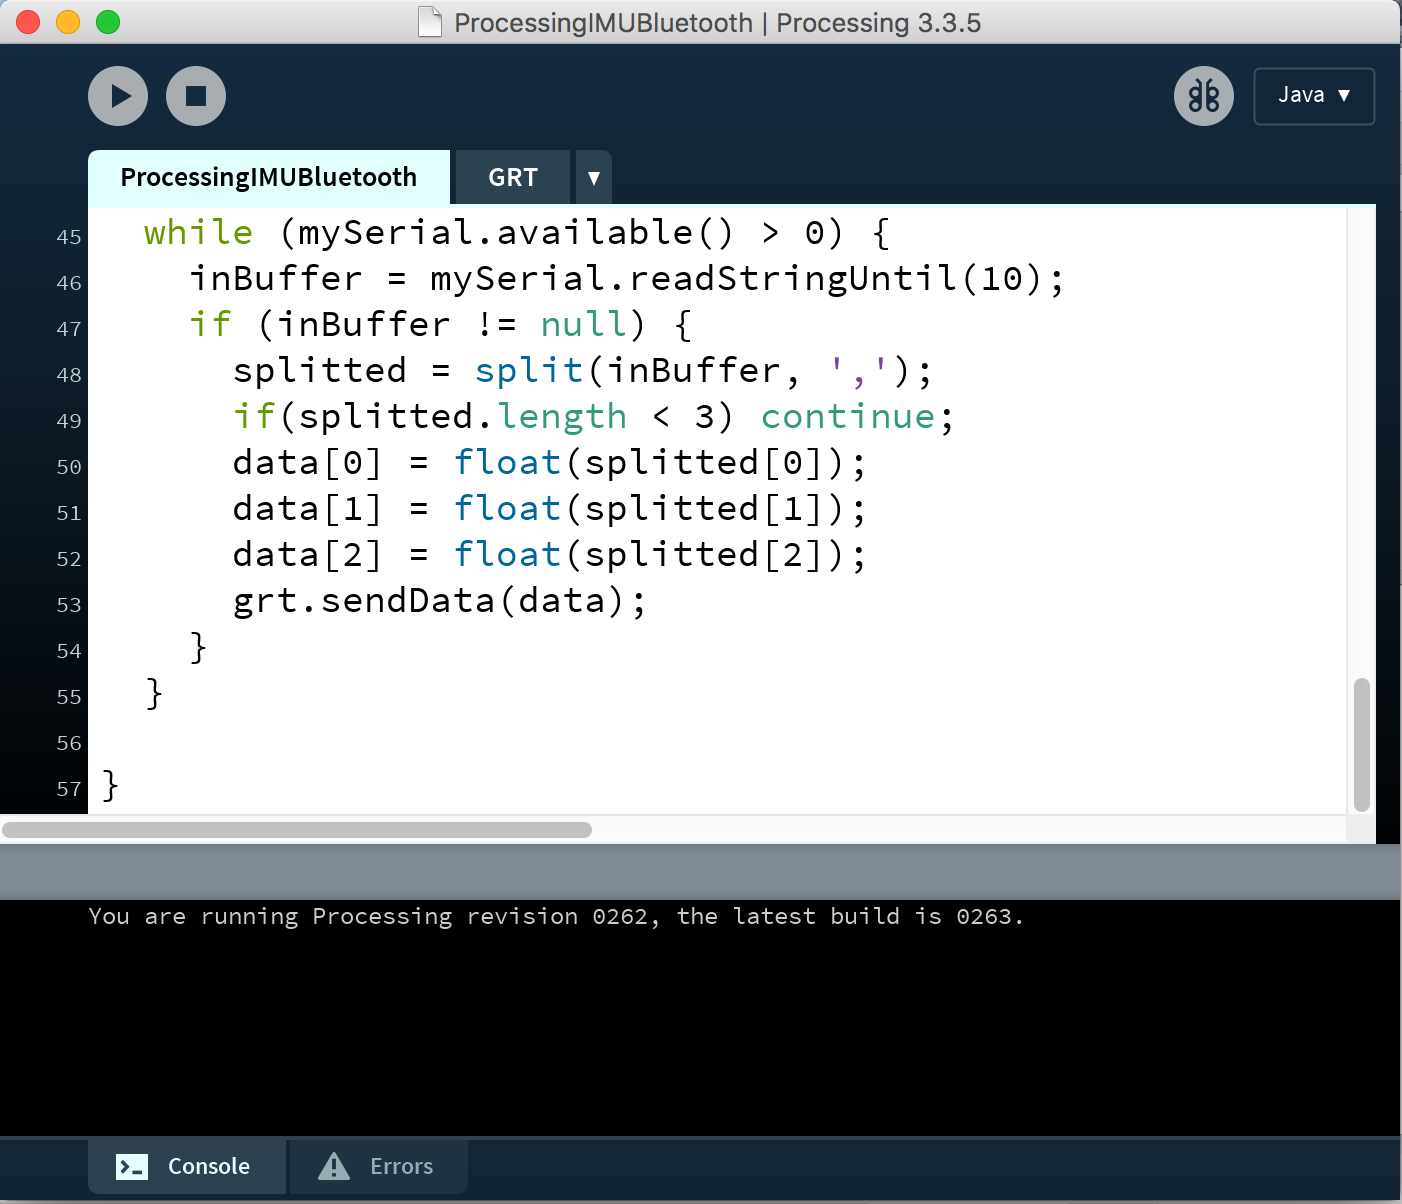 ProcessingIMUBluetooth | Processing 3.3.5
Java ▼
ProcessingIMUBluetooth GRT ▼
45 while (mySerial.available() > 0) {
46 inBuffer = mySerial.readStringUntil(10);
47 if (inBuffer != null) {
48 splitted = split(inBuffer, ',');
49 if(splitted.length < 3) continue;
50 data[0] = float(splitted[0]);
51 data[1] = float(splitted[1]);
52 data[2] = float(splitted[2]);
53 grt.sendData(data);
54 }
55 }
56
57 }
You are running Processing revision 0262, the latest build is 0263.
Console Errors